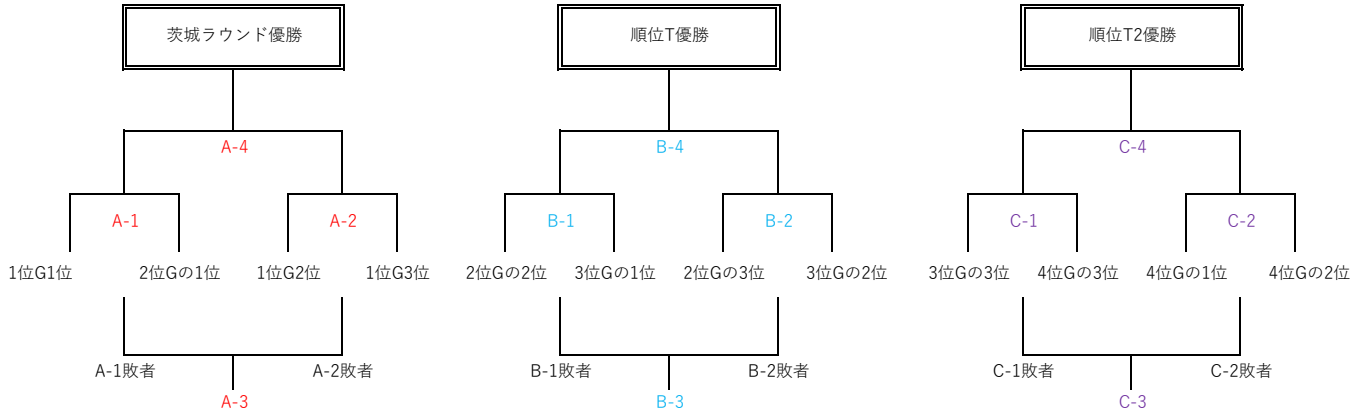 茨城ラウンド優勝
順位T優勝
順位T2優勝
A-4
B-4
C-4
A-1
A-2
B-1
B-2
C-1
C-2
1位G1位
2位Gの1位
1位G2位
1位G3位
2位Gの2位
3位Gの1位
2位Gの3位
3位Gの2位
3位Gの3位
4位Gの3位
4位Gの1位
4位Gの2位
A-1敗者
A-2敗者
B-1敗者
B-2敗者
C-1敗者
C-2敗者
A-3
B-3
C-3